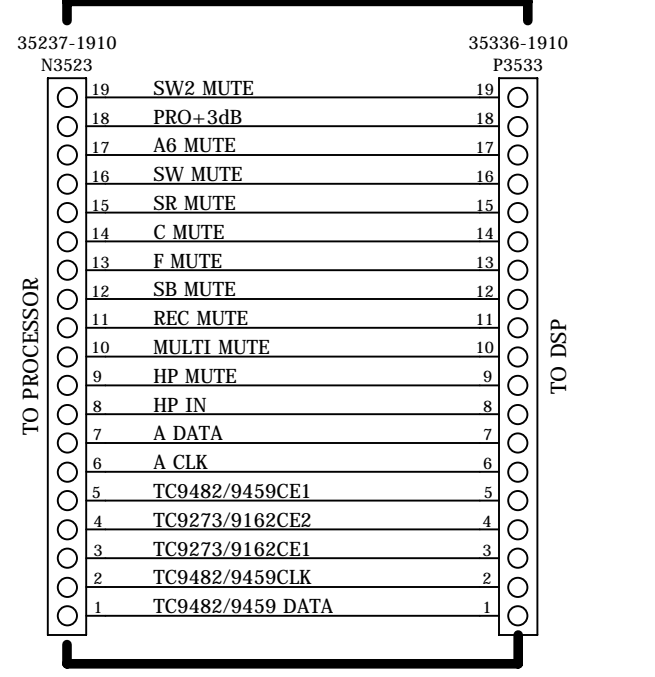 35237-1910 35336-1910
N3523 P3533
19 SW2 MUTE 19
18 PRO+3dB 18
17 A6 MUTE 17
16 SW MUTE 16
15 SR MUTE 15
14 C MUTE 14
13 F MUTE 13
12 SB MUTE 12
11 REC MUTE 11
10 MULTI MUTE 10
9 HP MUTE 9
8 HP IN 8
7 A DATA 7
6 A CLK 6
5 TC9482/9459CE1 5
4 TC9273/9162CE2 4
3 TC9273/9162CE1 3
2 TC9482/9459CLK 2
1 TC9482/9459 DATA 1
TO PROCESSOR
TO DSP